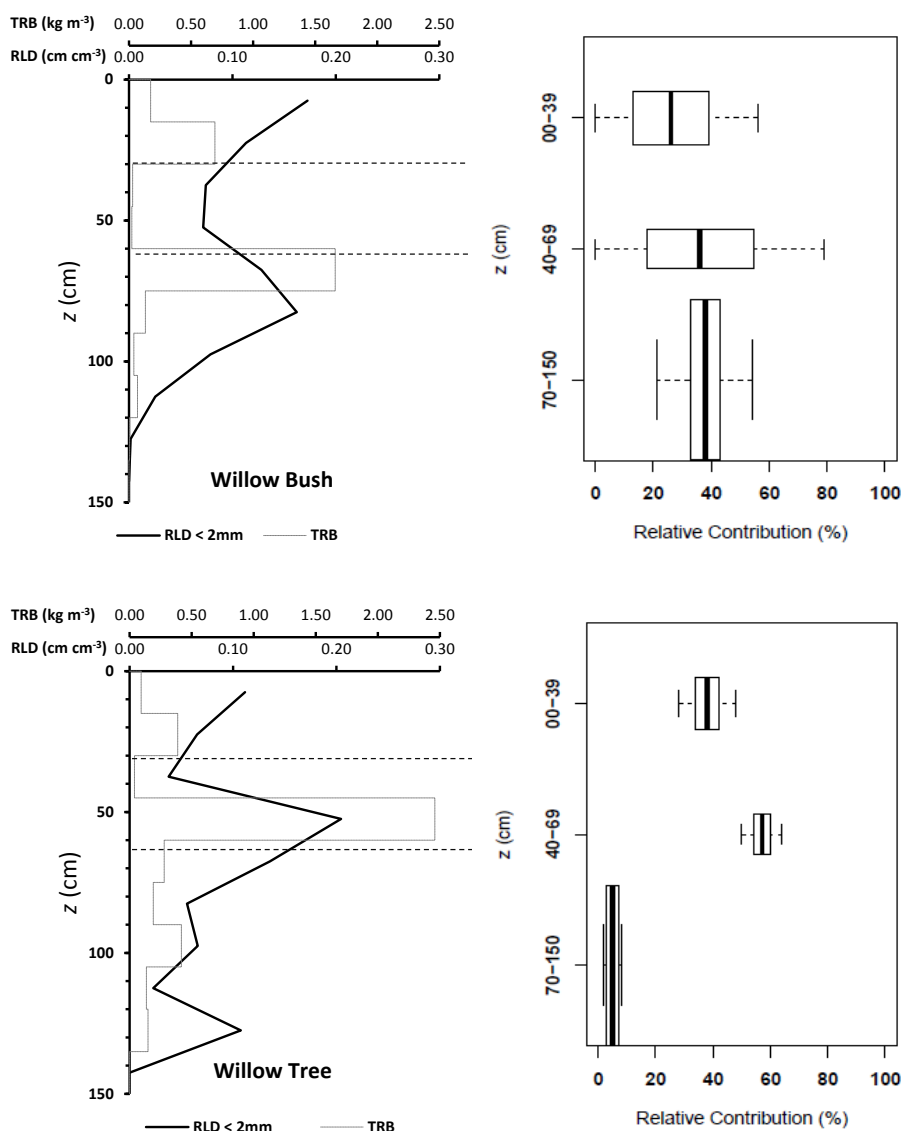 TRB (kg m-3) 0.00 0.50 1.00 1.50 2.00 2.50
RLD (cm cm-3) 0.00 0.10 0.20 0.30
0
50
100
150
z (cm)
Willow Bush
RLD < 2mm TRB
00−39
40−69
70−150
z (cm)
0 20 40 60 80 100
Relative Contribution (%)
TRB (kg m-3) 0.00 0.50 1.00 1.50 2.00 2.50
RLD (cm cm-3) 0.00 0.10 0.20 0.30
0
50
100
150
z (cm)
Willow Tree
RLD < 2mm TRB
00−39
40−69
70−150
z (cm)
0 20 40 60 80 100
Relative Contribution (%)